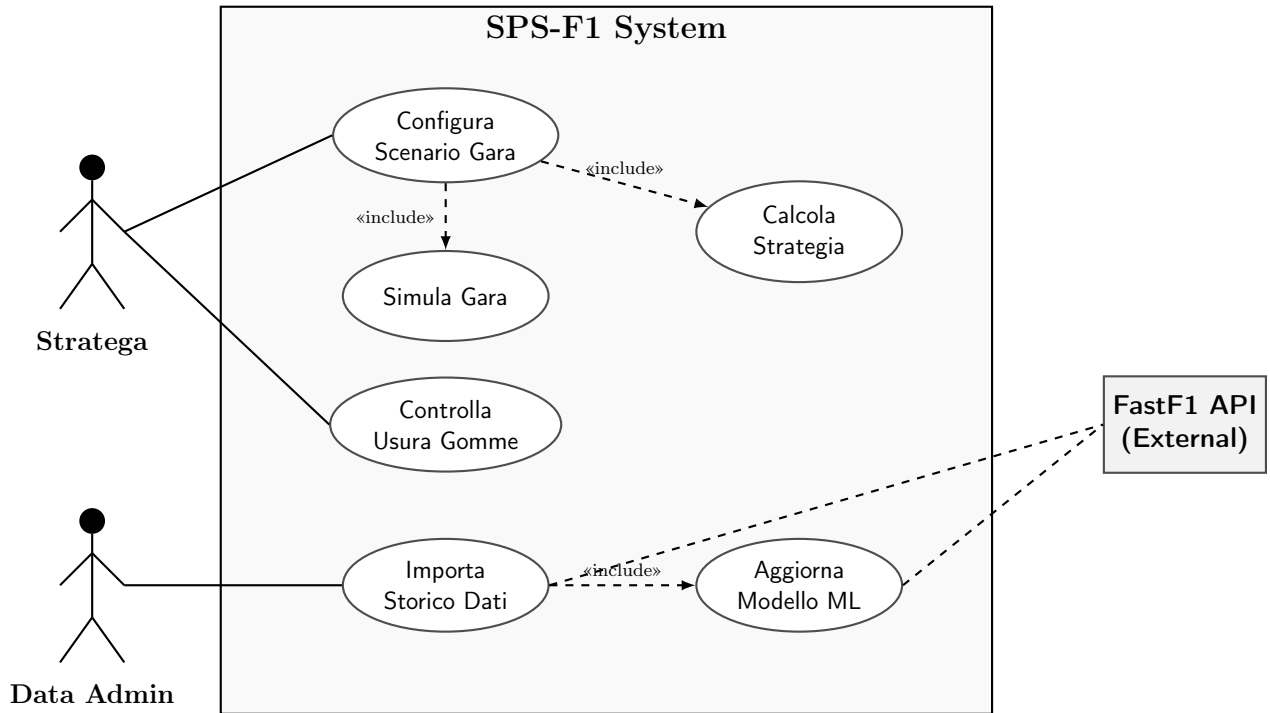 SPS-F1 System
Configura
Scenario Gara
«include»
Calcola
Strategia
«include»
Simula Gara
Stratega
Controlla
Usura Gomme
FastF1 API
(External)
Importa
Storico Dati
«include»
Aggiorna
Modello ML
Data Admin